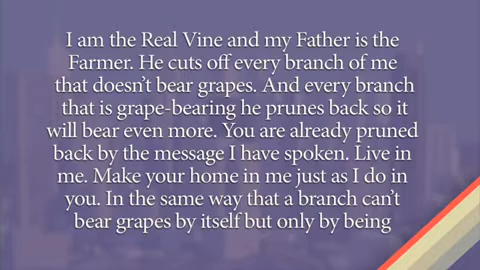 I am the Real Vine and my Father is the
Farmer. He cuts off every branch of me
that doesn’t bear grapes. And every branch
that is grape-bearing he prunes back so it
will bear even more. You are already pruned
back by the message I have spoken. Live in
me. Make your home in me just as I do in
you. In the same way that a branch can’t
bear grapes by itself but only by being